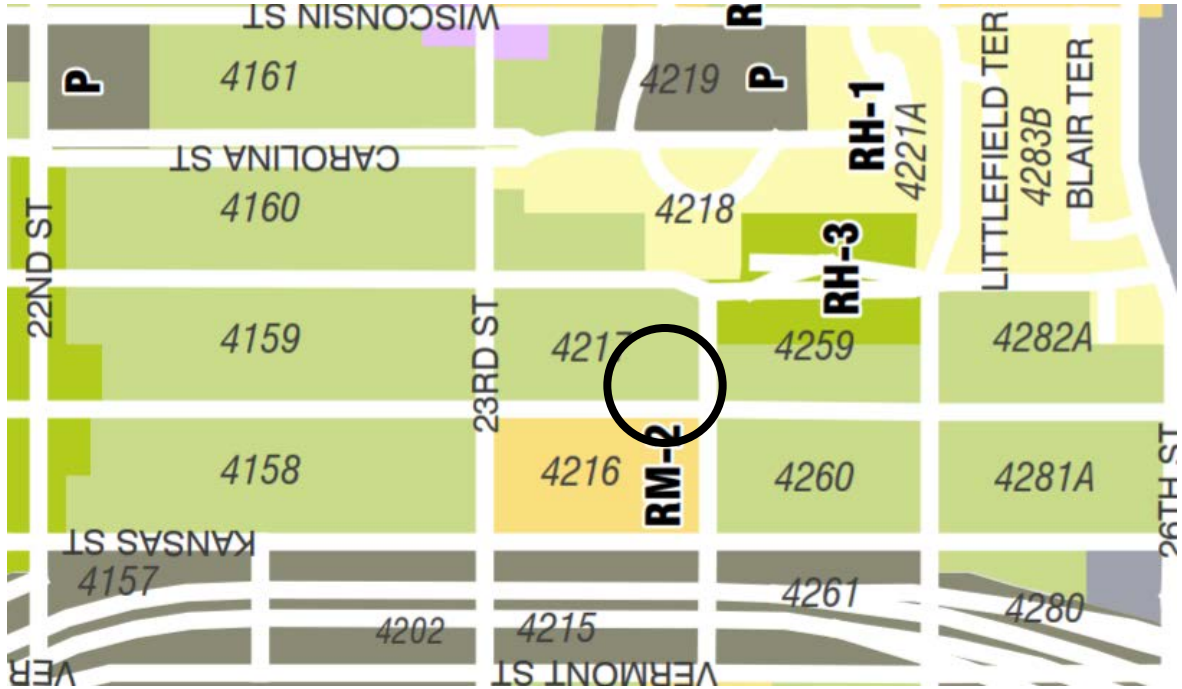 WISCONSIN ST
R
P
4161
4219
P
RH-1
4221A
LITTLEFIELD TER
4283B
BLAIR TER
CAROLINA ST
4160
4218
22ND ST
RH-3
23RD ST
4159
4217
4259
4282A
4158
4216
RM-2
4260
4281A
26TH ST
KANSAS ST
4157
4261
4280
4202
4215
VER
VERMONT ST